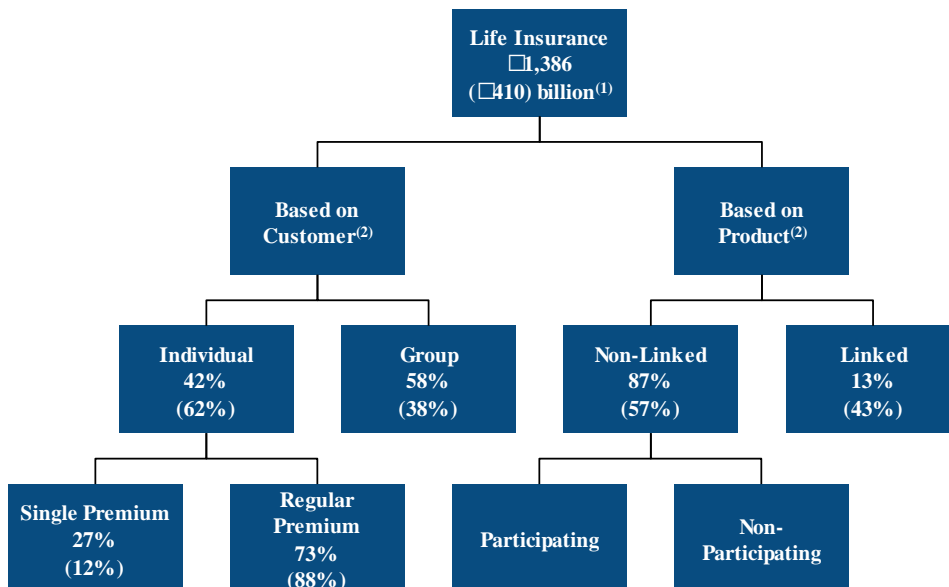 Life Insurance
□1,386
(□410) billion(1)
Based on
Customer(2)
Based on
Product(2)
Individual
42%
(62%)
Group
58%
(38%)
Non-Linked
87%
(57%)
Linked
13%
(43%)
Single Premium
27%
(12%)
Regular
Premium
73%
(88%)
Participating
Non-
Participating